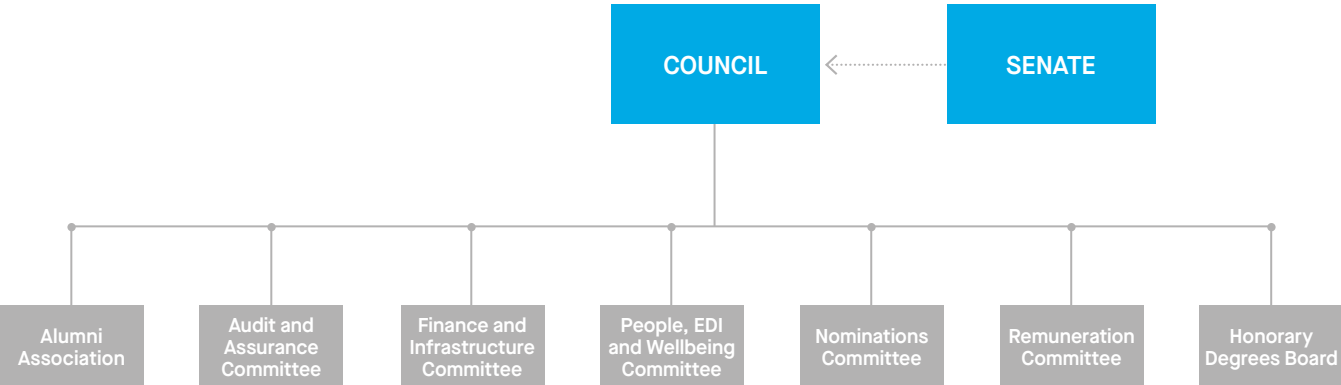 COUNCIL
SENATE
Alumni
Association
Audit and
Assurance
Committee
Finance and
Infrastructure
Committee
People, EDI
and Wellbeing
Committee
Nominations
Committee
Remuneration
Committee
Honorary
Degrees Board